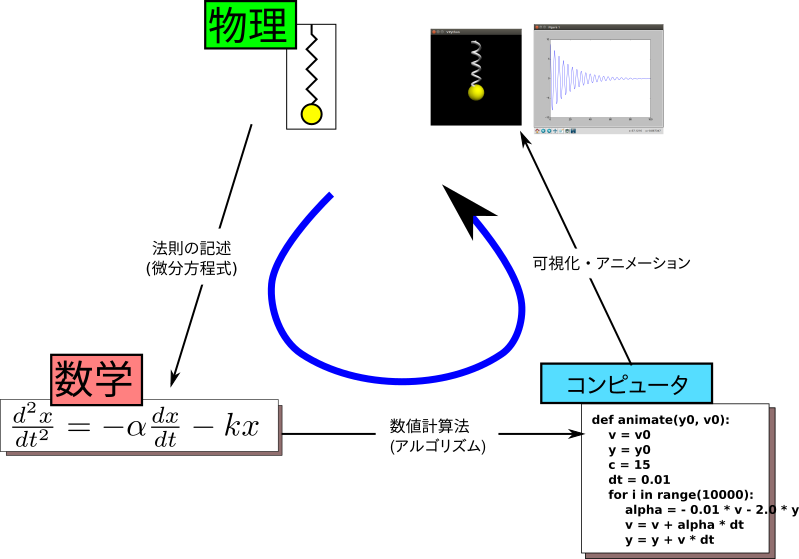 物理
法則の記述
(微分方程式)
可視化・アニメーション
数学
d²x/dt² = −α dx/dt − kx
数値計算法
(アルゴリズム)
コンピュータ
def animate(y0, v0):
v = v0
y = y0
c = 15
dt = 0.01
for i in range(10000):
alpha = - 0.01 * v - 2.0 * y
v = v + alpha * dt
y = y + v * dt